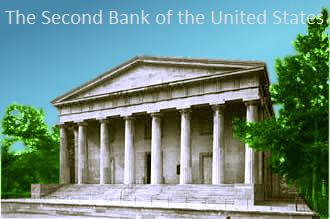 The Second Bank of the United States